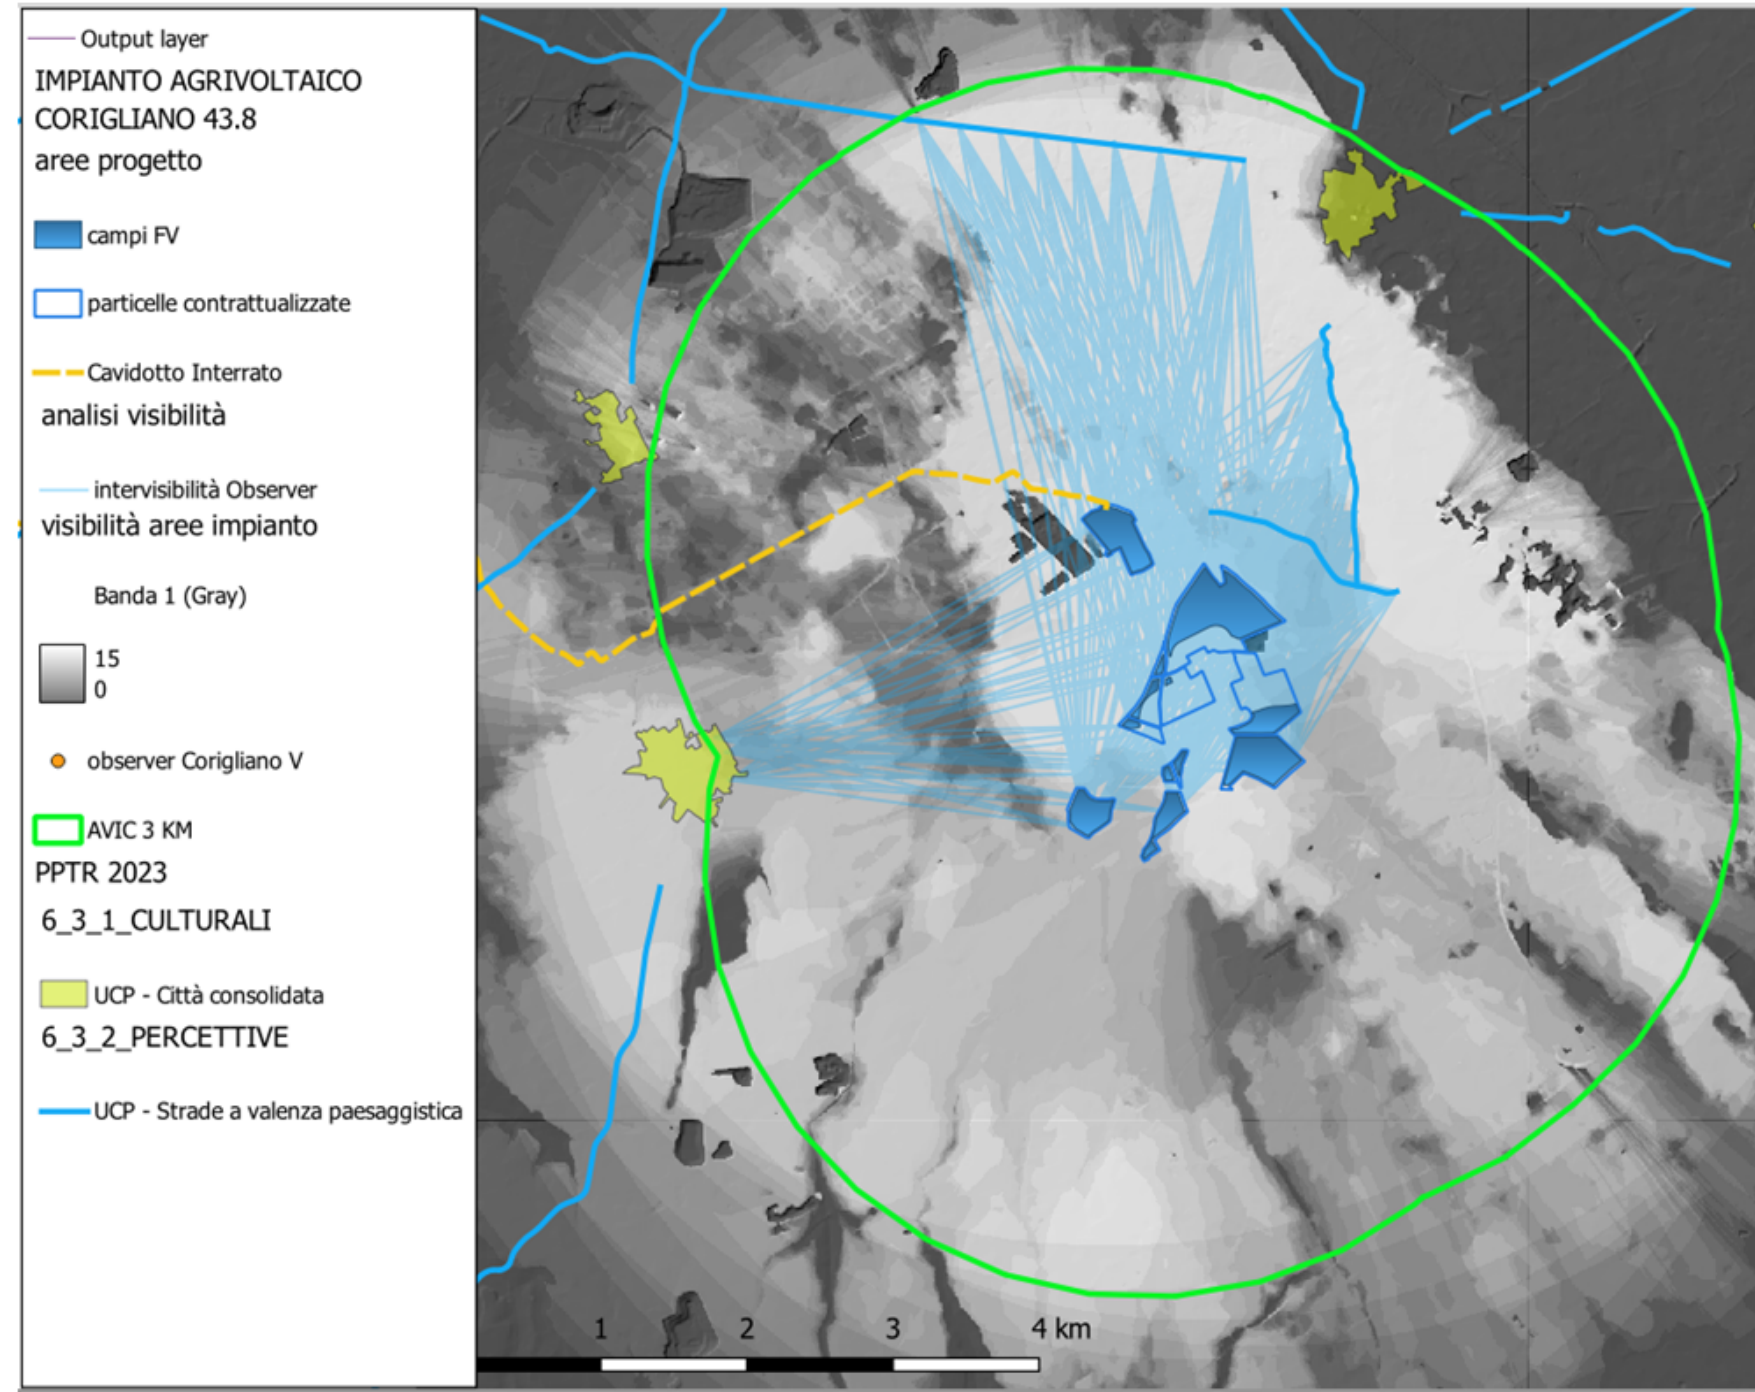 Output layer
IMPIANTO AGRIVOLTAICO
CORIGLIANO 43.8
aree progetto
campi FV
particelle contrattualizzate
Cavidotto Interrato
analisi visibilità
intervisibilità Observer
visibilità aree impianto
Banda 1 (Gray)
15
0
observer Corigliano V
AVIC 3 KM
PPTR 2023
6_3_1_CULTURALI
UCP - Città consolidata
6_3_2_PERCETTIVE
UCP - Strade a valenza paesaggistica
1 2 3 4 km